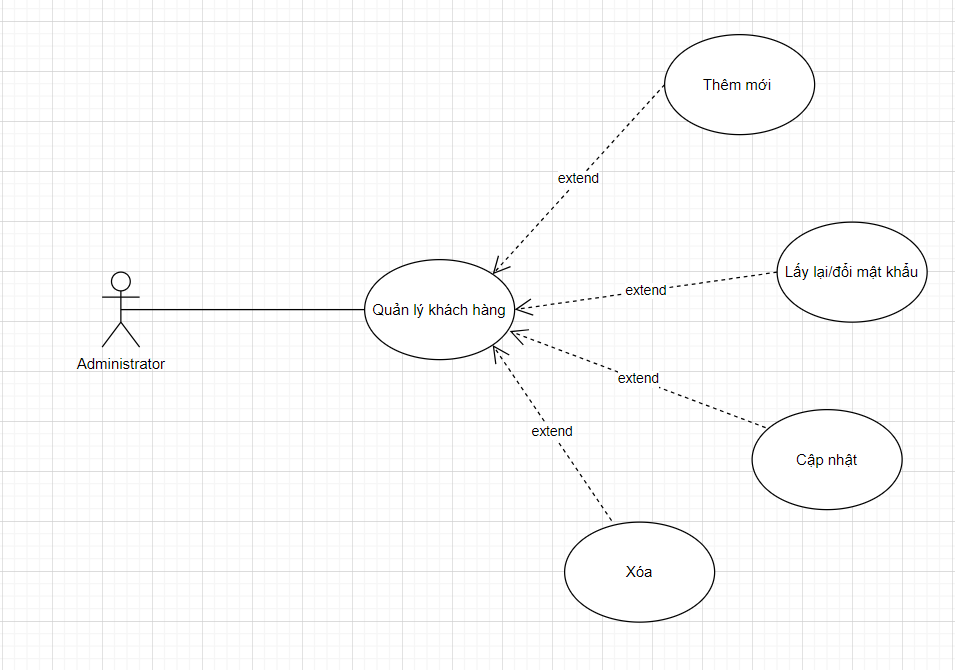 Thêm mới
extend
Lấy lại/đổi mật khẩu
extend
Quản lý khách hàng
Administrator
extend
extend
Cập nhật
Xóa